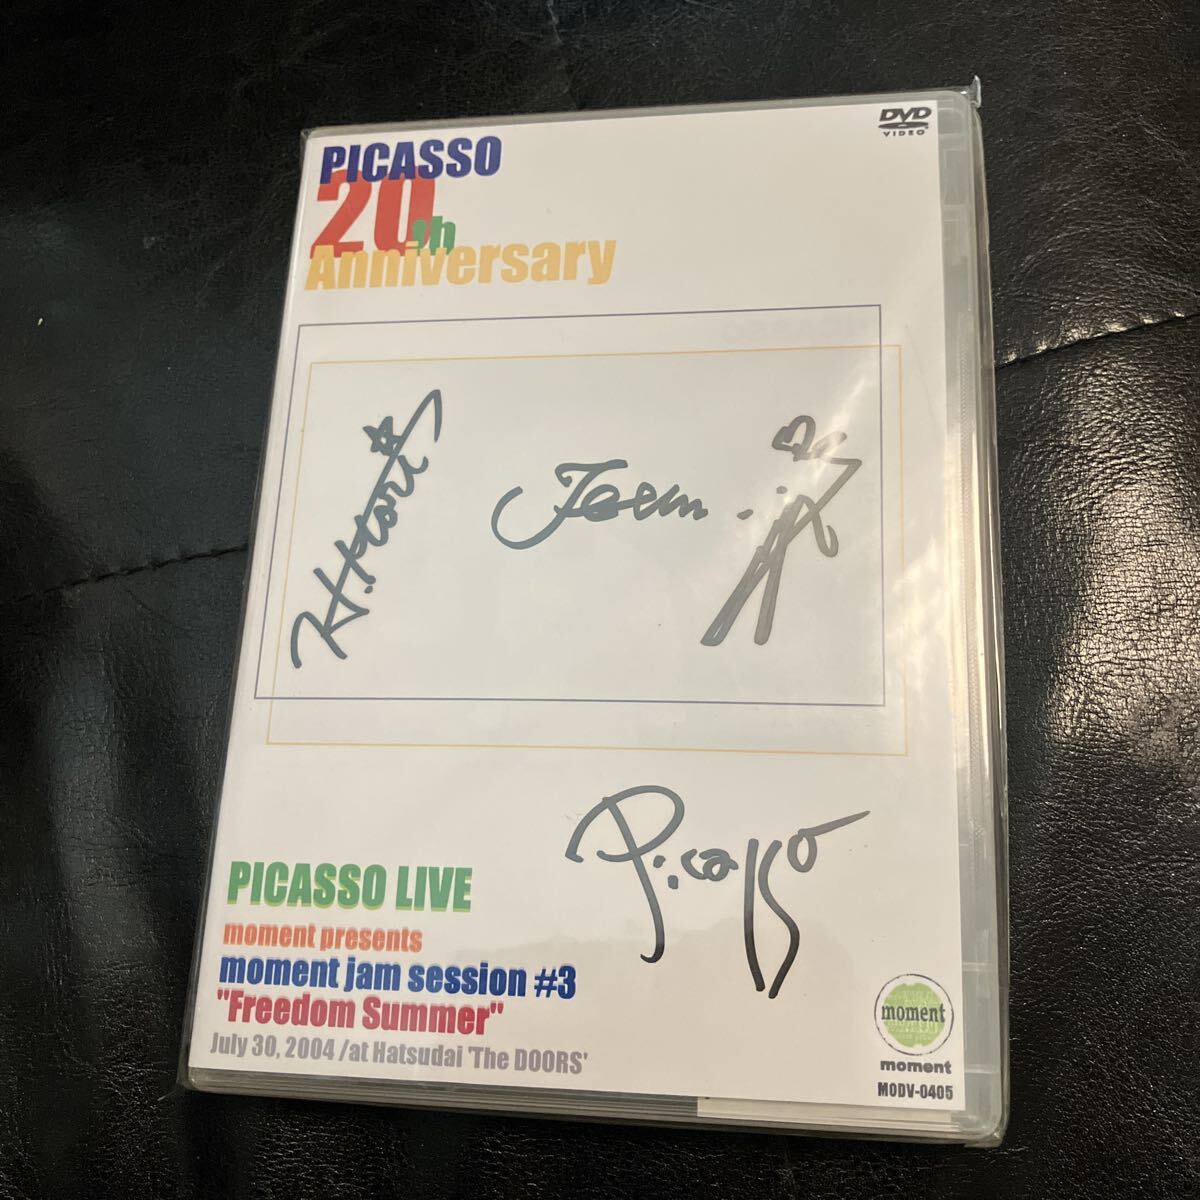 PICASSO
20th
Anniversary
DVD
VIDEO
Picasso
PICASSO LIVE
moment presents
moment jam session #3
"Freedom Summer"
July 30, 2004 /at Hatsudai 'The DOORS'
moment
moment
MODV-0405